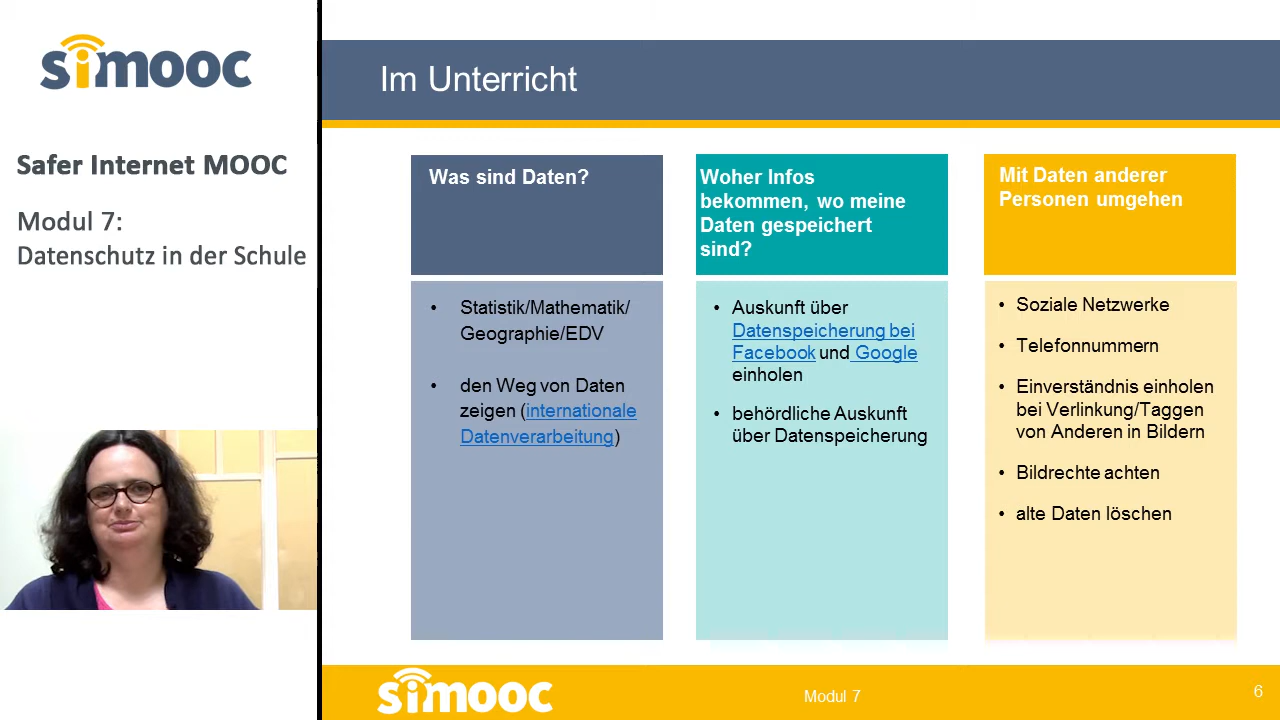 simooc
Safer Internet MOOC
Modul 7:
Datenschutz in der Schule
Im Unterricht
Was sind Daten?
• Statistik/Mathematik/
Geographie/EDV
• den Weg von Daten
zeigen (internationale
Datenverarbeitung)
Woher Infos
bekommen, wo meine
Daten gespeichert
sind?
• Auskunft über
Datenspeicherung bei
Facebook und Google
einholen
• behördliche Auskunft
über Datenspeicherung
Mit Daten anderer
Personen umgehen
• Soziale Netzwerke
• Telefonnummern
• Einverständnis einholen
bei Verlinkung/Taggen
von Anderen in Bildern
• Bildrechte achten
• alte Daten löschen
simooc
Modul 7
6